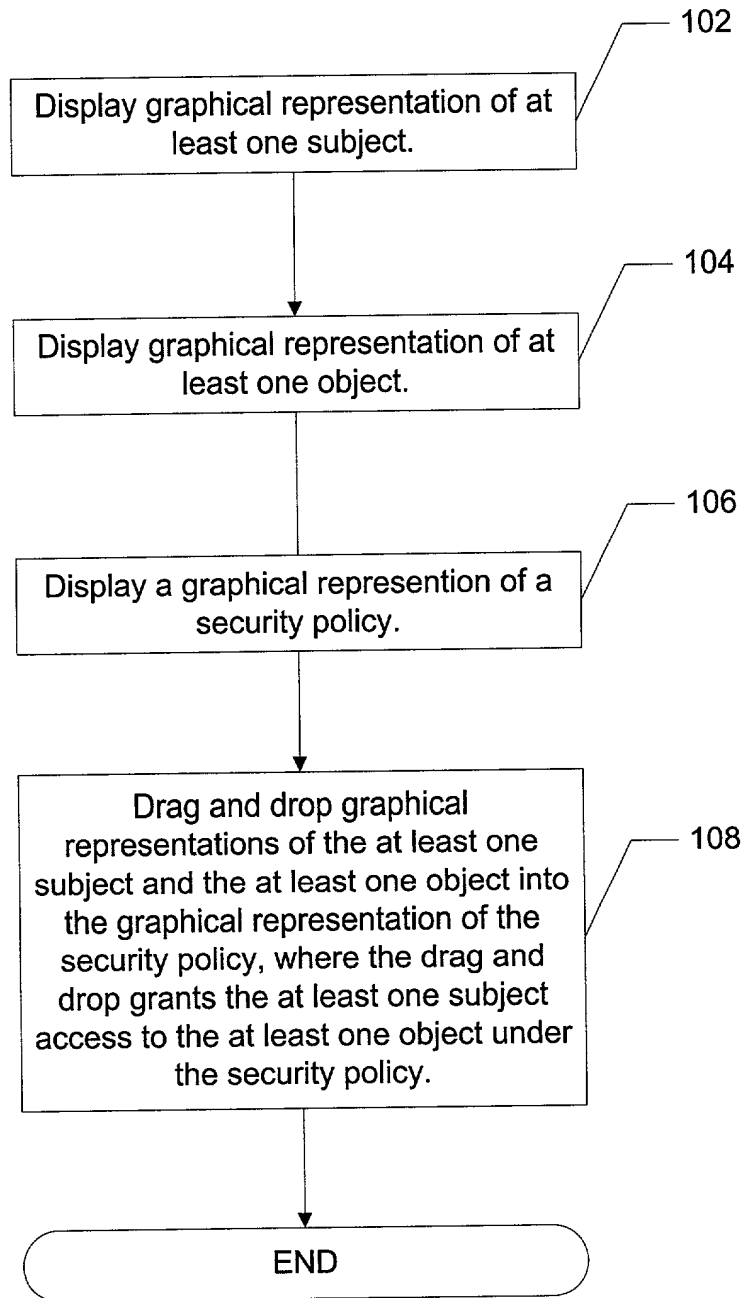 102
Display graphical representation of at
least one subject.
104
Display graphical representation of at
least one object.
106
Display a graphical represention of a
security policy.
108
Drag and drop graphical
representations of the at least one
subject and the at least one object into
the graphical representation of the
security policy, where the drag and
drop grants the at least one subject
access to the at least one object under
the security policy.
END